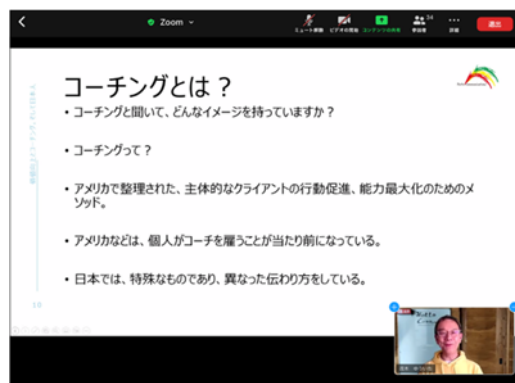 Zoom
ミュート解除 ビデオの開始 コンテンツの共有 参加者 34 詳細
退出
コーチングとは？
• コーチングと聞いて、どんなイメージを持っていますか？
• コーチングって？
• アメリカで整理された、主体的なクライアントの行動促進、能力最大化のためのメ
ソッド。
• アメリカなどは、個人がコーチを雇うことが当たり前になっている。
• 日本では、特殊なものであり、異なった伝わり方をしている。
10